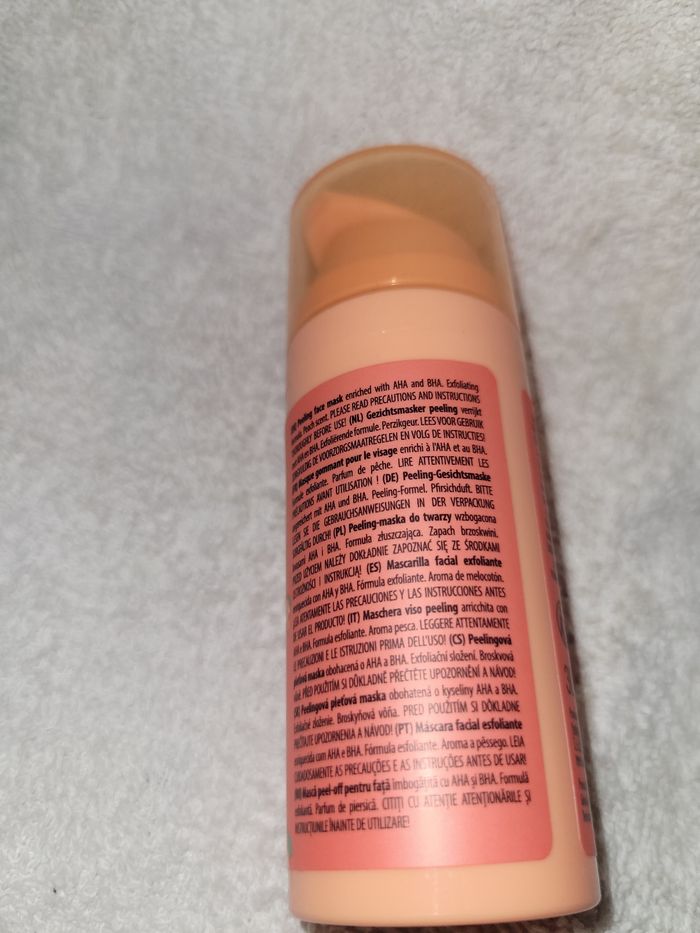 Peeling face mask enriched with AHA and BHA. Exfoliating
Peach scent. PLEASE READ PRECAUTIONS AND INSTRUCTIONS
BEFORE USE! (NL) Gezichtsmasker peeling verrijkt
AHA en BHA. Exfoliërende formule. Perzikgeur. LEES VOOR GEBRUIK
DE VOORZORGSMAATREGELEN EN VOLG DE INSTRUCTIES!
Masque gommant pour le visage enrichi à l'AHA et au BHA.
Formule exfoliante. Parfum de pêche. LIRE ATTENTIVEMENT LES
PRÉCAUTIONS AVANT UTILISATION ! (DE) Peeling-Gesichtsmaske
angereichert mit AHA und BHA. Peeling-Formel. Pfirsichduft. BITTE
LESEN SIE DIE GEBRAUCHSANWEISUNGEN IN DER VERPACKUNG
SORGFÄLTIG DURCH! (PL) Peeling-maska do twarzy wzbogacona
kwasami AHA i BHA. Formuła złuszczająca. Zapach brzoskwini.
PRZED UŻYCIEM NALEŻY DOKŁADNIE ZAPOZNAĆ SIĘ ZE ŚRODKAMI
OSTROŻNOŚCI I INSTRUKCJĄ! (ES) Mascarilla facial exfoliante
enriquecida con AHA y BHA. Fórmula exfoliante. Aroma de melocotón.
LEA ATENTAMENTE LAS PRECAUCIONES Y LAS INSTRUCCIONES ANTES
DE USAR EL PRODUCTO! (IT) Maschera viso peeling arricchita con
AHA e BHA. Formula esfoliante. Aroma pesca. LEGGERE ATTENTAMENTE
LE PRECAUZIONI E LE ISTRUZIONI PRIMA DELL'USO! (CS) Peelingová
pleťová maska obohacená o AHA a BHA. Exfoliační složení. Broskvová
vůně. PŘED POUŽITÍM SI DŮKLADNĚ PŘEČTĚTE UPOZORNĚNÍ A NÁVOD!
(SK) Peelingová pleťová maska obohatená o kyseliny AHA a BHA.
Exfoliačné zloženie. Broskyňová vôňa. PRED POUŽITÍM SI DÔKLADNE
PREČÍTAJTE UPOZORNENIA A NÁVOD! (PT) Máscara facial esfoliante
enriquecida com AHA e BHA. Fórmula esfoliante. Aroma a pêssego. LEIA
CUIDADOSAMENTE AS PRECAUÇÕES E AS INSTRUÇÕES ANTES DE USAR!
(RO) Mască peel-off pentru față îmbogățită cu AHA și BHA. Formulă
exfoliantă. Parfum de piersică. CITIȚI CU ATENȚIE ATENȚIONĂRILE ȘI
INSTRUCȚIUNILE ÎNAINTE DE UTILIZARE!